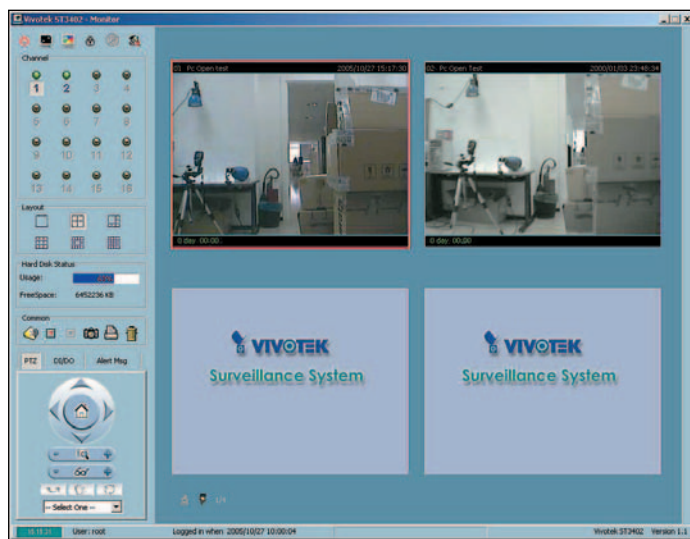 Vivotek ST3402 - Monitor
Channel
1 2 3 4
5 6 7 8
9 10 11 12
13 14 15 16
Layout
Hard Disk Status
Usage:
FreeSpace: 6452236 KB
Common
PTZ DI/DO Alert Msg
-- Select One --
01- Pc Open test 2005/10/27 15:17:30
0 day 00:00
02- Pc Open Test 2000/01/03 23:46:34
0 day 00:00
VIVOTEK
Surveillance System
VIVOTEK
Surveillance System
1/4
User: root
Logged in when: 2005/10/27 10:00:04
Vivotek ST3402 Version 1.1